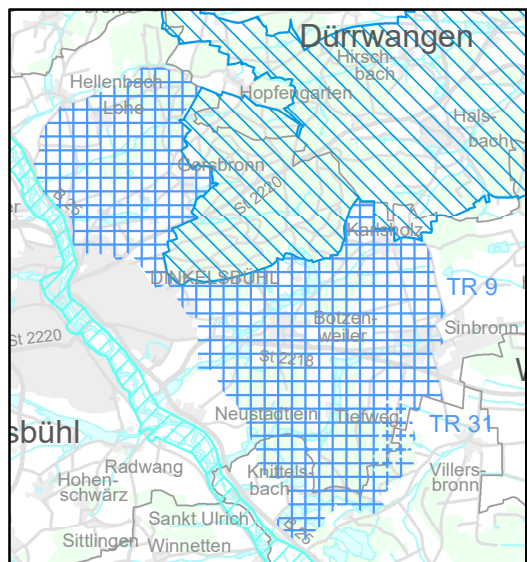 Dürrwangen
Hirsch-
bach
Hellenbach
Lohe
Hopfengarten
Hals-
bach
Gersbronn
B 25
St 2220
Karlsholz
DINKELSBÜHL
TR 9
Botzen-
weiler
Sinbronn
St 2220
St 2218
W
Neustädtlein
Tiefweg
TR 31
sbühl
Radwang
Knittels-
bach
Villers-
bronn
Hohen-
schwärz
Sankt Ulrich
B 25
Sittlingen
Winnetten